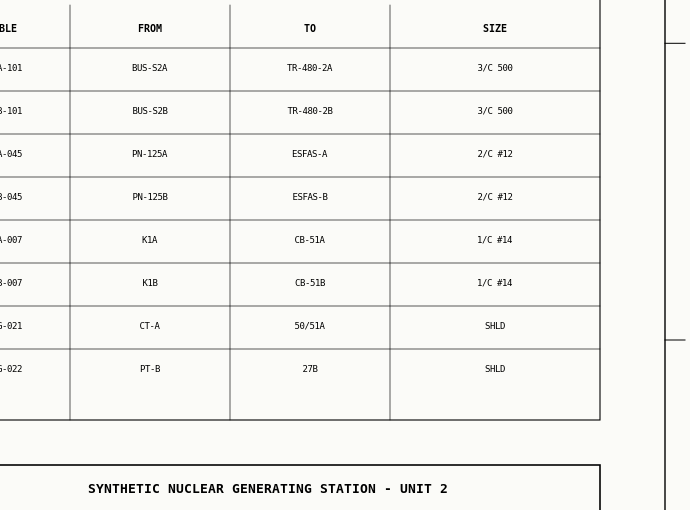 BLE FROM TO SIZE
A-101 BUS-S2A TR-480-2A 3/C 500
B-101 BUS-S2B TR-480-2B 3/C 500
A-045 PN-125A ESFAS-A 2/C #12
B-045 PN-125B ESFAS-B 2/C #12
A-007 K1A CB-51A 1/C #14
B-007 K1B CB-51B 1/C #14
G-021 CT-A 50/51A SHLD
G-022 PT-B 27B SHLD
SYNTHETIC NUCLEAR GENERATING STATION - UNIT 2